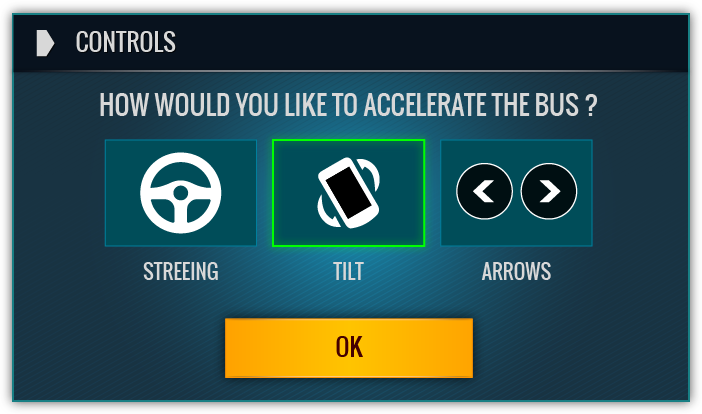 CONTROLS
HOW WOULD YOU LIKE TO ACCELERATE THE BUS ?
STREEING
TILT
ARROWS
OK